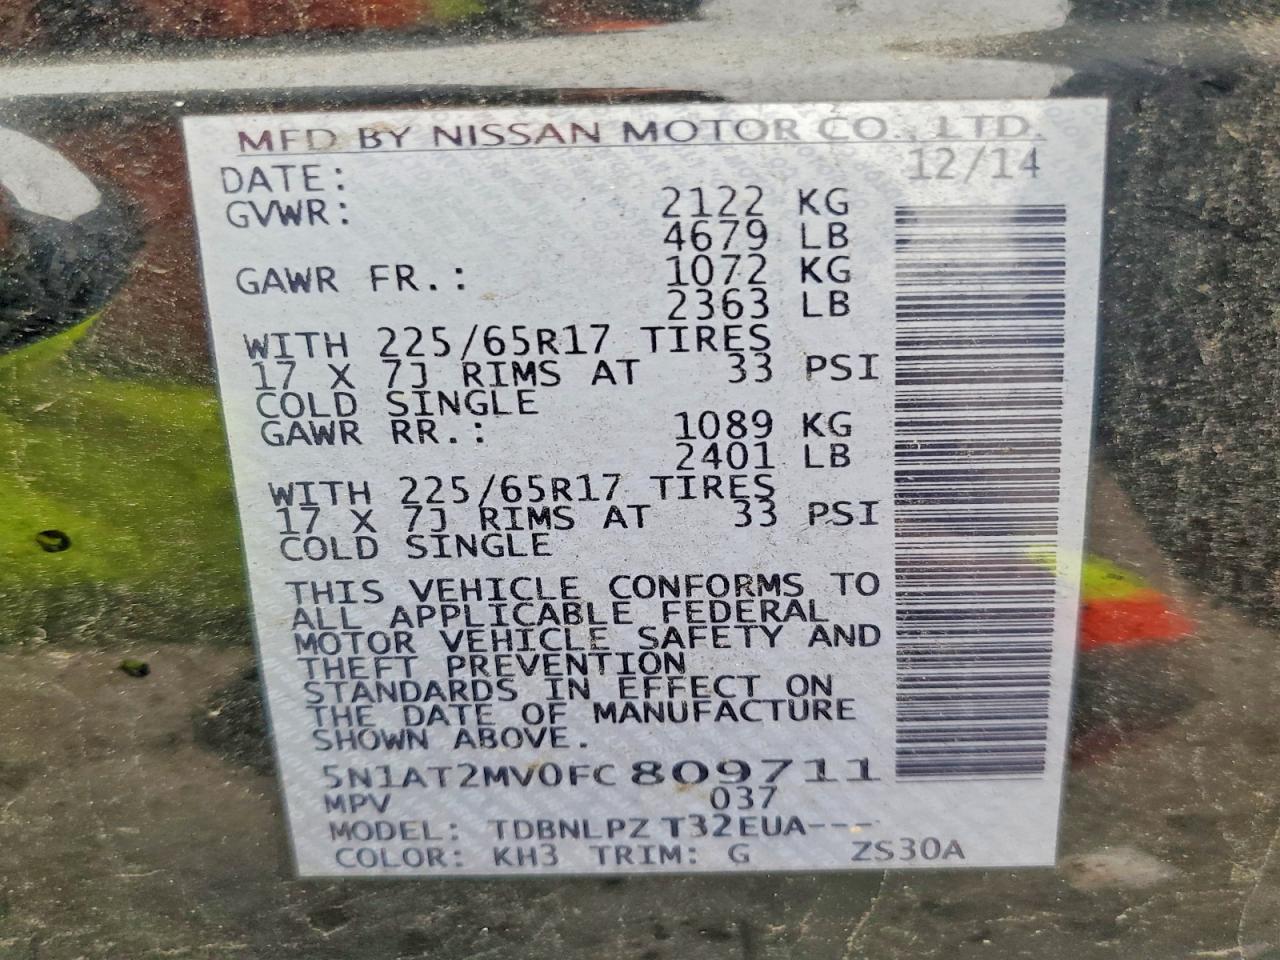 MFD BY NISSAN MOTOR CO., LTD.
DATE: 12/14
GVWR: 2122 KG
4679 LB
GAWR FR.: 1072 KG
2363 LB
WITH 225/65R17 TIRES
17 X 7J RIMS AT 33 PSI
COLD SINGLE
GAWR RR.: 1089 KG
2401 LB
WITH 225/65R17 TIRES
17 X 7J RIMS AT 33 PSI
COLD SINGLE
THIS VEHICLE CONFORMS TO
ALL APPLICABLE FEDERAL
MOTOR VEHICLE SAFETY AND
THEFT PREVENTION
STANDARDS IN EFFECT ON
THE DATE OF MANUFACTURE
SHOWN ABOVE.
5N1AT2MV0FC809711
MPV 037
MODEL: TDBNLPZ T32EUA---
COLOR: KH3 TRIM: G ZS30A